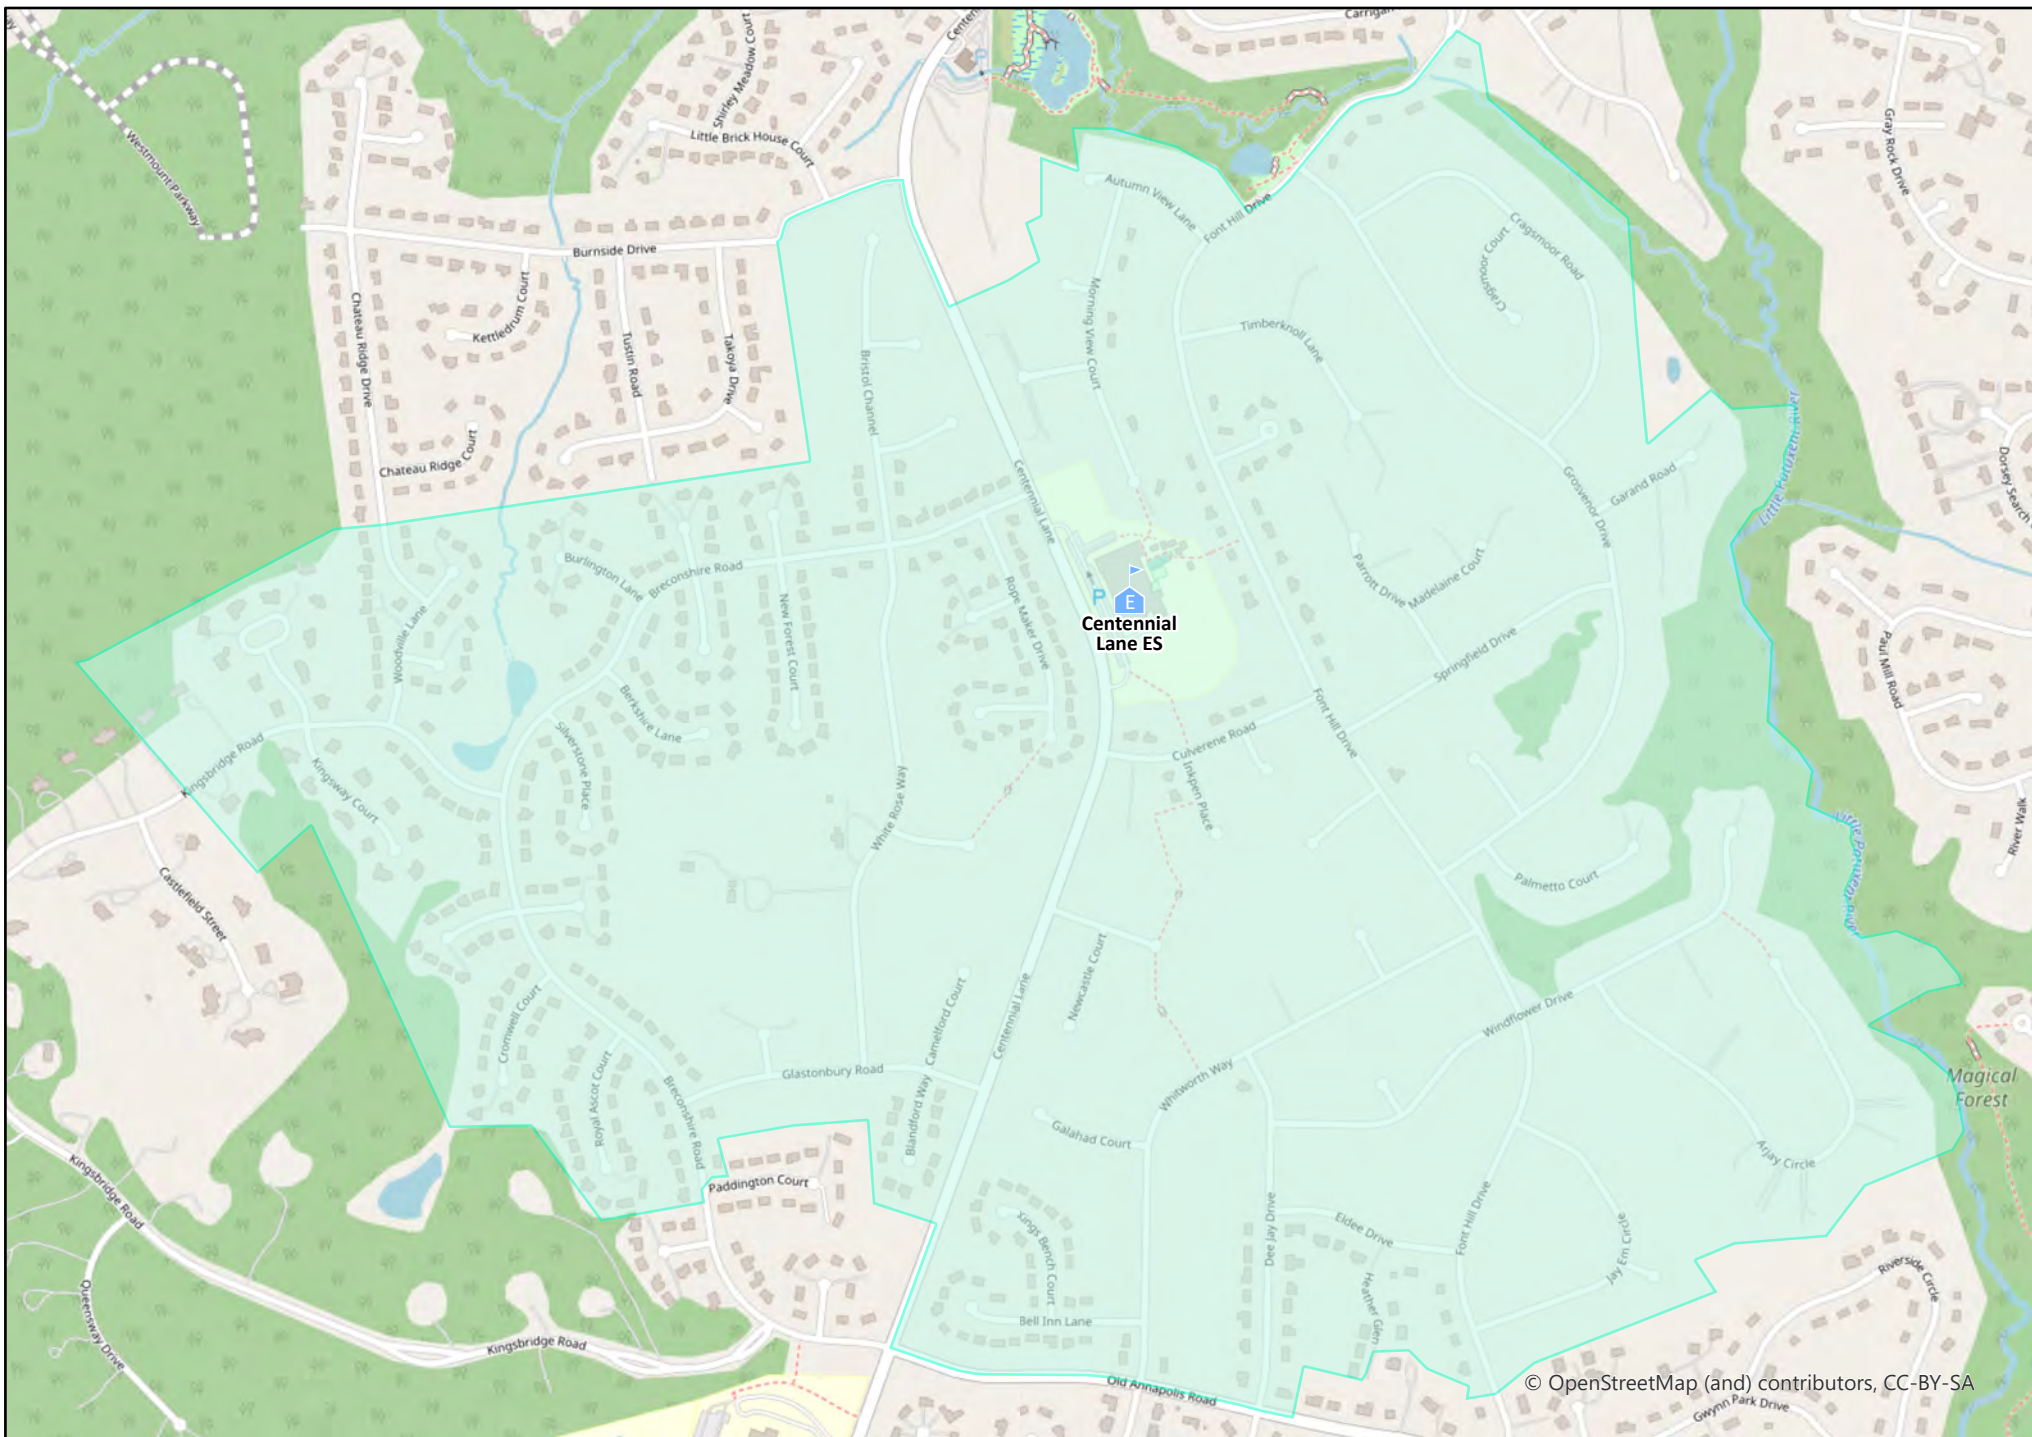 Carrigan
Shirley Meadow Court
Little Brick House Court
Westmount Parkway
Gray Rock Drive
P
Autumn View Lane
Font Hill Drive
Cragsmoor Road
Cragsmoor Court
Burnside Drive
Kettledrum Court
Chateau Ridge Drive
Tustin Road
Takoya Drive
Bristol Channel
Morning View Court
Timberknoll Lane
Little Patuxent River
Chateau Ridge Court
Centennial Lane
Grosvenor Drive
Garand Road
Dorsey Search
Burlington Lane
Breconshire Road
New Forest Court
Rope Maker Drive
Parrott Drive
Madelaine Court
P
E
Centennial
Lane ES
Woodville Lane
Springfield Drive
Paul Mill Road
Berkshire Lane
Silverstone Place
Font Hill Drive
Culverene Road
Kingsbridge Road
Kingsway Court
Inkpen Place
White Rose Way
River Walk
Little Patuxent River
Castlefield Street
Palmetto Court
Newcastle Court
Centennial Lane
Camelford Court
Cromwell Court
Windflower Drive
Glastonbury Road
Royal Ascot Court
Breconshire Road
Blandford Way
Whitworth Way
Magical
Forest
Galahad Court
Arjay Circle
Kingsbridge Road
Paddington Court
Kings Bench Court
Dee Jay Drive
Eldee Drive
Font Hill Drive
Jay Em Circle
Riverside Circle
Queensway Drive
Heather Glen
Bell Inn Lane
Kingsbridge Road
Old Annapolis Road
© OpenStreetMap (and) contributors, CC-BY-SA
Gwynn Park Drive